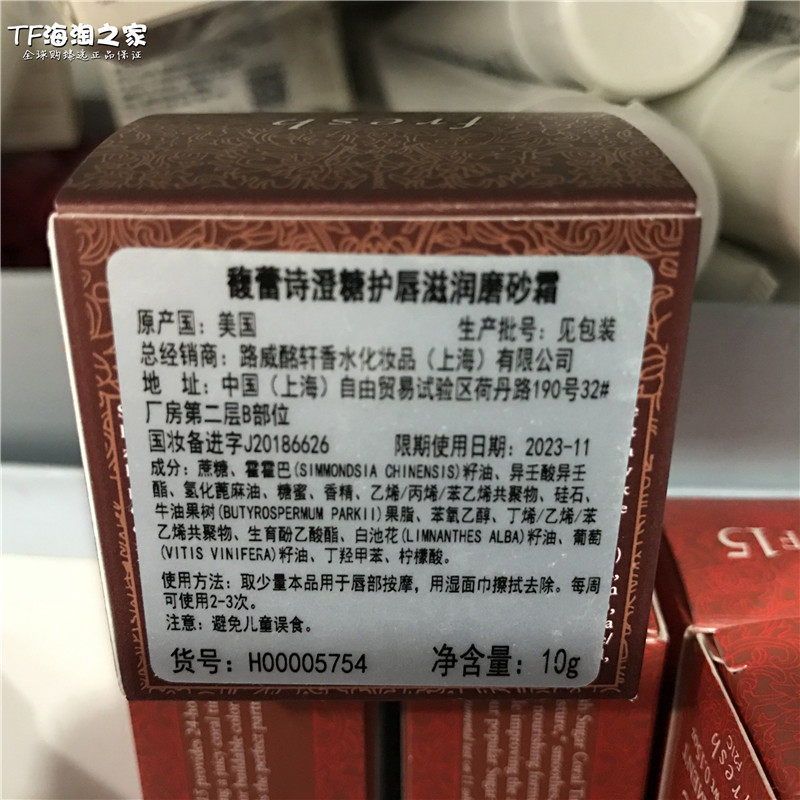 TF海淘之家
全球购臻选正品保证
fresh
馥蕾诗澄糖护唇滋润磨砂霜
原产国：美国 生产批号：见包装
总经销商：路威酩轩香水化妆品（上海）有限公司
地 址：中国（上海）自由贸易试验区荷丹路190号32#
厂房第二层B部位
国妆备进字J20186626 限期使用日期：2023-11
成分：蔗糖、霍霍巴(SIMMONDSIA CHINENSIS)籽油、异壬酸异壬
酯、氢化蓖麻油、糖蜜、香精、乙烯/丙烯/苯乙烯共聚物、硅石、
牛油果树(BUTYROSPERMUM PARKII)果脂、苯氧乙醇、丁烯/乙烯/苯
乙烯共聚物、生育酚乙酸酯、白池花(LIMNANTHES ALBA)籽油、葡萄
(VITIS VINIFERA)籽油、丁羟甲苯、柠檬酸。
使用方法：取少量本品用于唇部按摩，用湿面巾擦拭去除。每周
可使用2-3次。
注意：避免儿童误食。
货号：H00005754 净含量：10g
F15
fresh